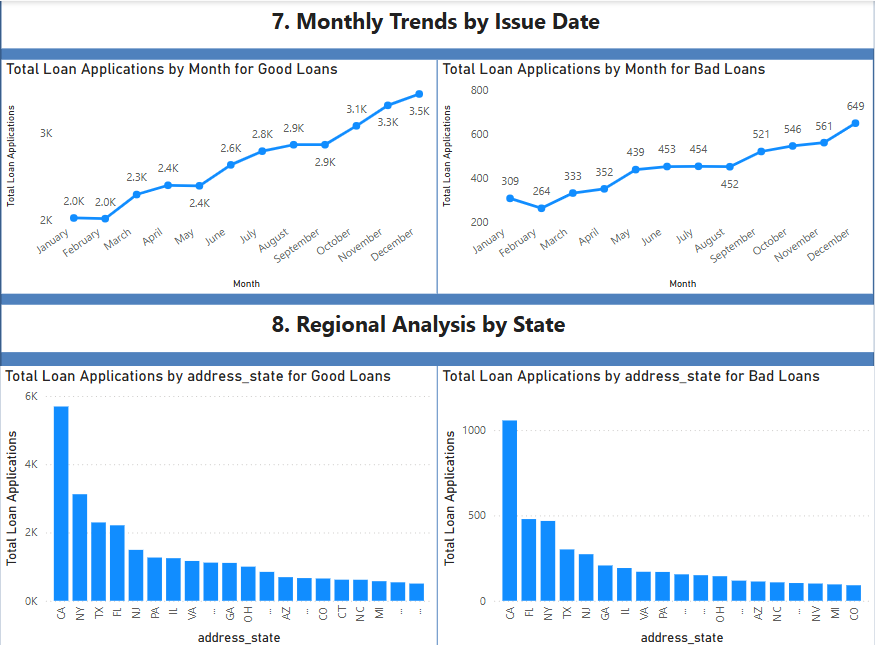 7. Monthly Trends by Issue Date
Total Loan Applications by Month for Good Loans
Total Loan Applications
3K
2K
2.0K
2.0K
2.3K
2.4K
2.4K
2.6K
2.8K
2.9K
2.9K
3.1K
3.3K
3.5K
January
February
March
April
May
June
July
August
September
October
November
December
Month
Total Loan Applications by Month for Bad Loans
Total Loan Applications
800
600
400
200
309
264
333
352
439
453
454
452
521
546
561
649
January
February
March
April
May
June
July
August
September
October
November
December
Month
8. Regional Analysis by State
Total Loan Applications by address_state for Good Loans
Total Loan Applications
6K
4K
2K
0K
CA
NY
TX
FL
NJ
PA
IL
VA
...
GA
OH
...
AZ
...
CO
CT
NC
MI
...
...
address_state
Total Loan Applications by address_state for Bad Loans
Total Loan Applications
1000
500
0
CA
FL
NY
TX
NJ
GA
IL
VA
PA
...
...
OH
...
AZ
NC
...
NV
MI
CO
address_state